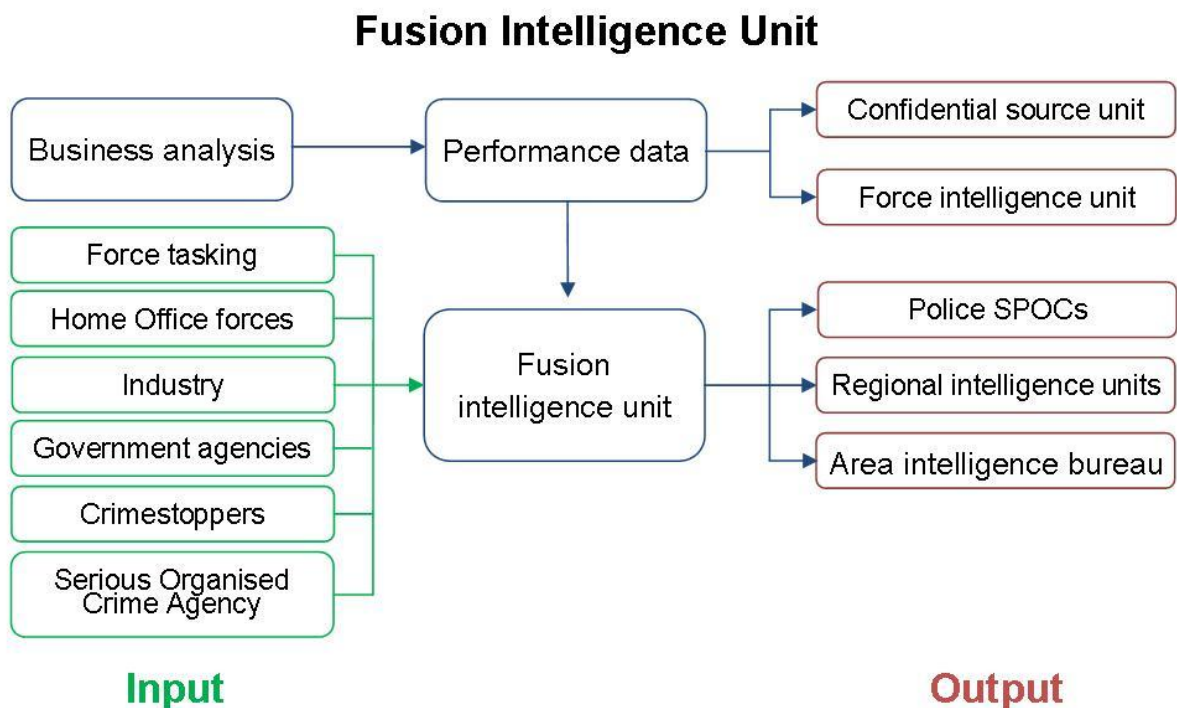 Fusion Intelligence Unit
Business analysis
Performance data
Confidential source unit
Force intelligence unit
Force tasking
Home Office forces
Industry
Government agencies
Crimestoppers
Serious Organised
Crime Agency
Fusion
intelligence unit
Police SPOCs
Regional intelligence units
Area intelligence bureau
Input
Output